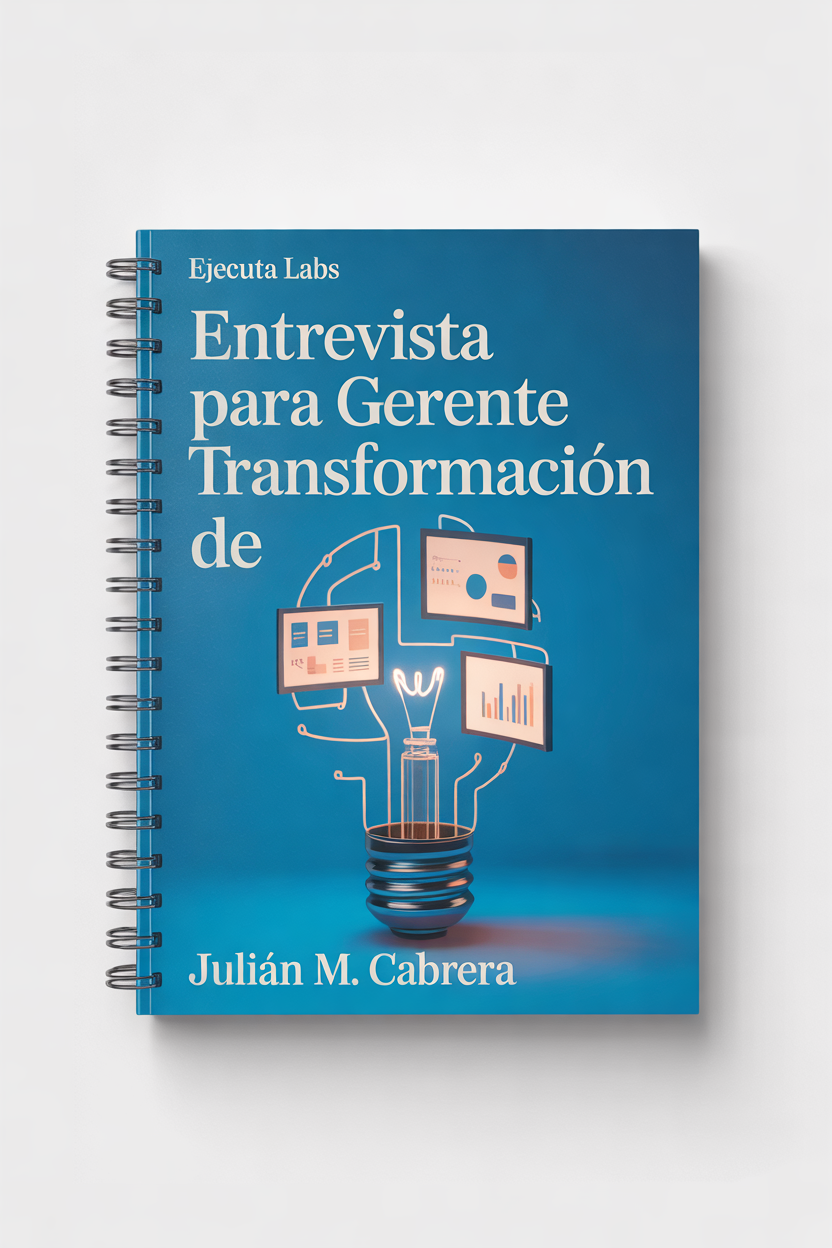 Ejecuta Labs
Entrevista
para Gerente
Transformación
de
Julián M. Cabrera